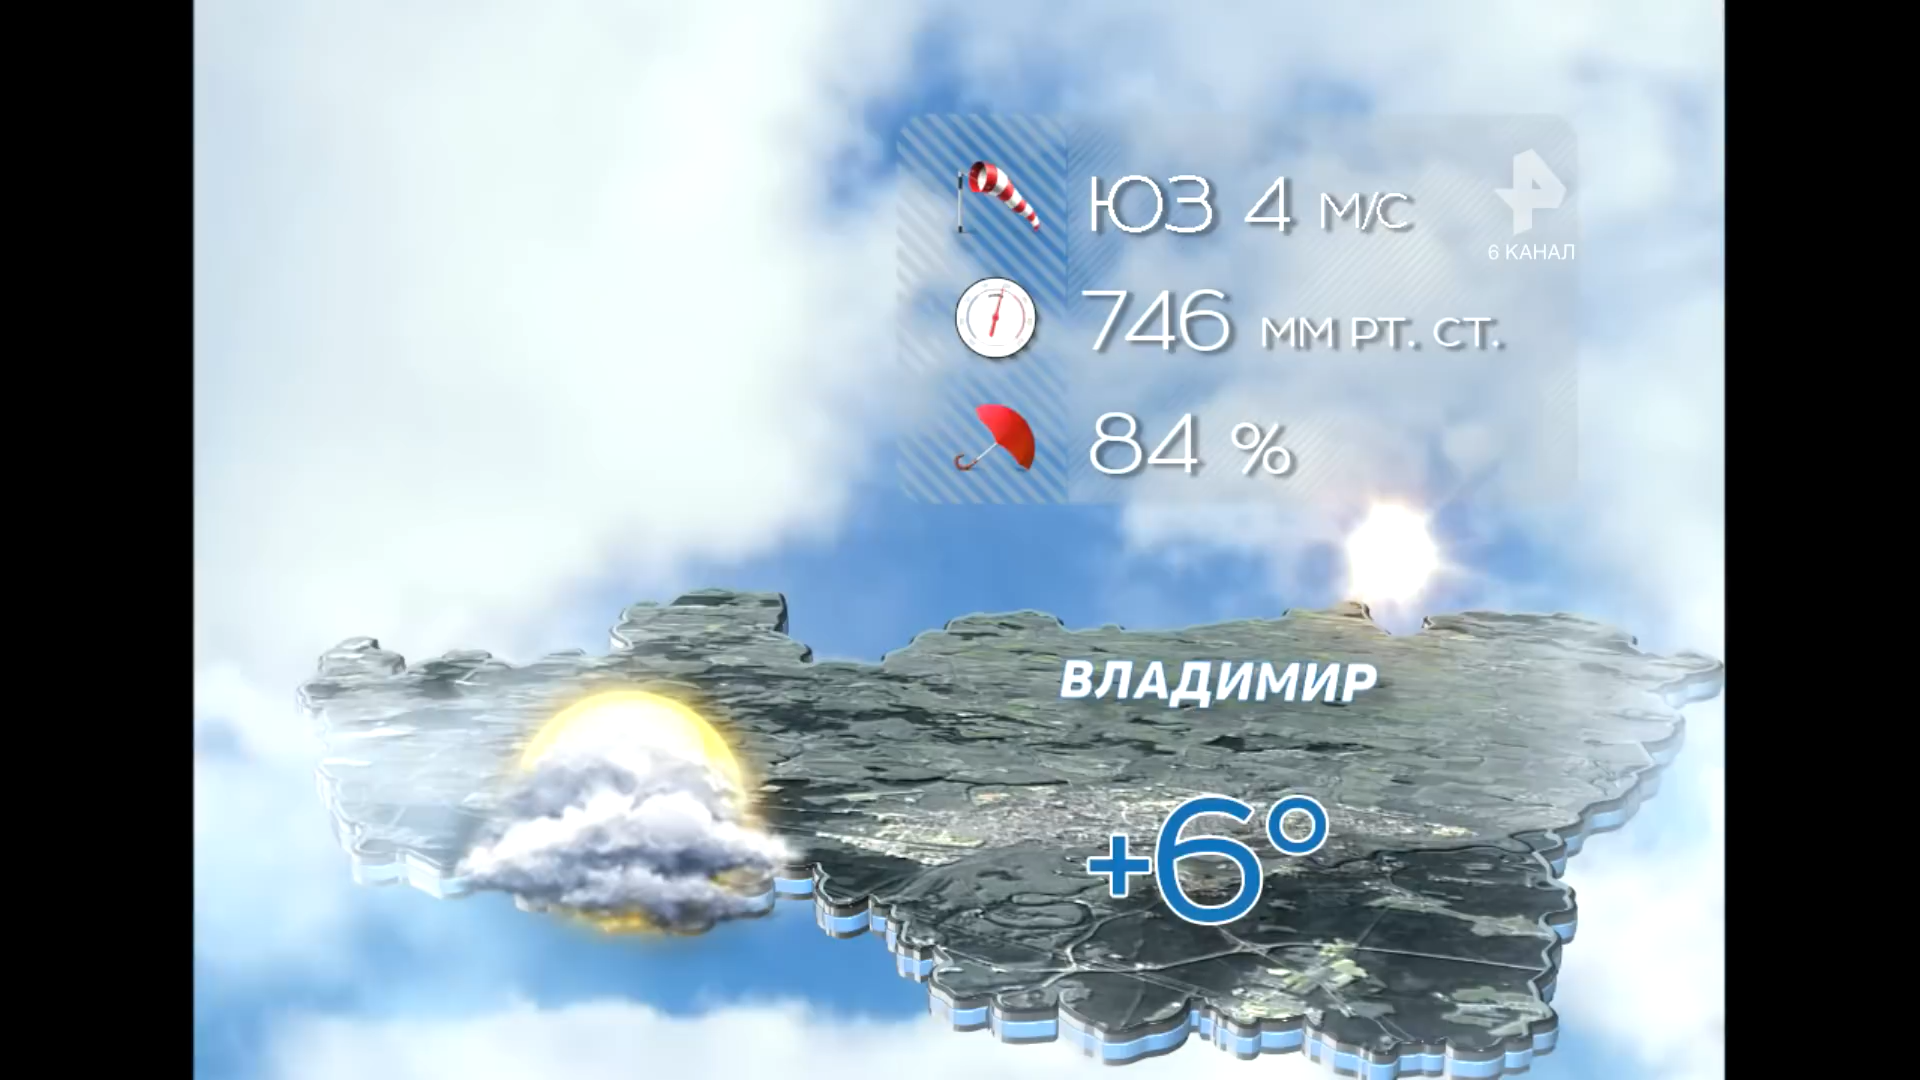 ЮЗ 4 М/С
6 КАНАЛ
746 ММ РТ. СТ.
84 %
ВЛАДИМИР
+6°